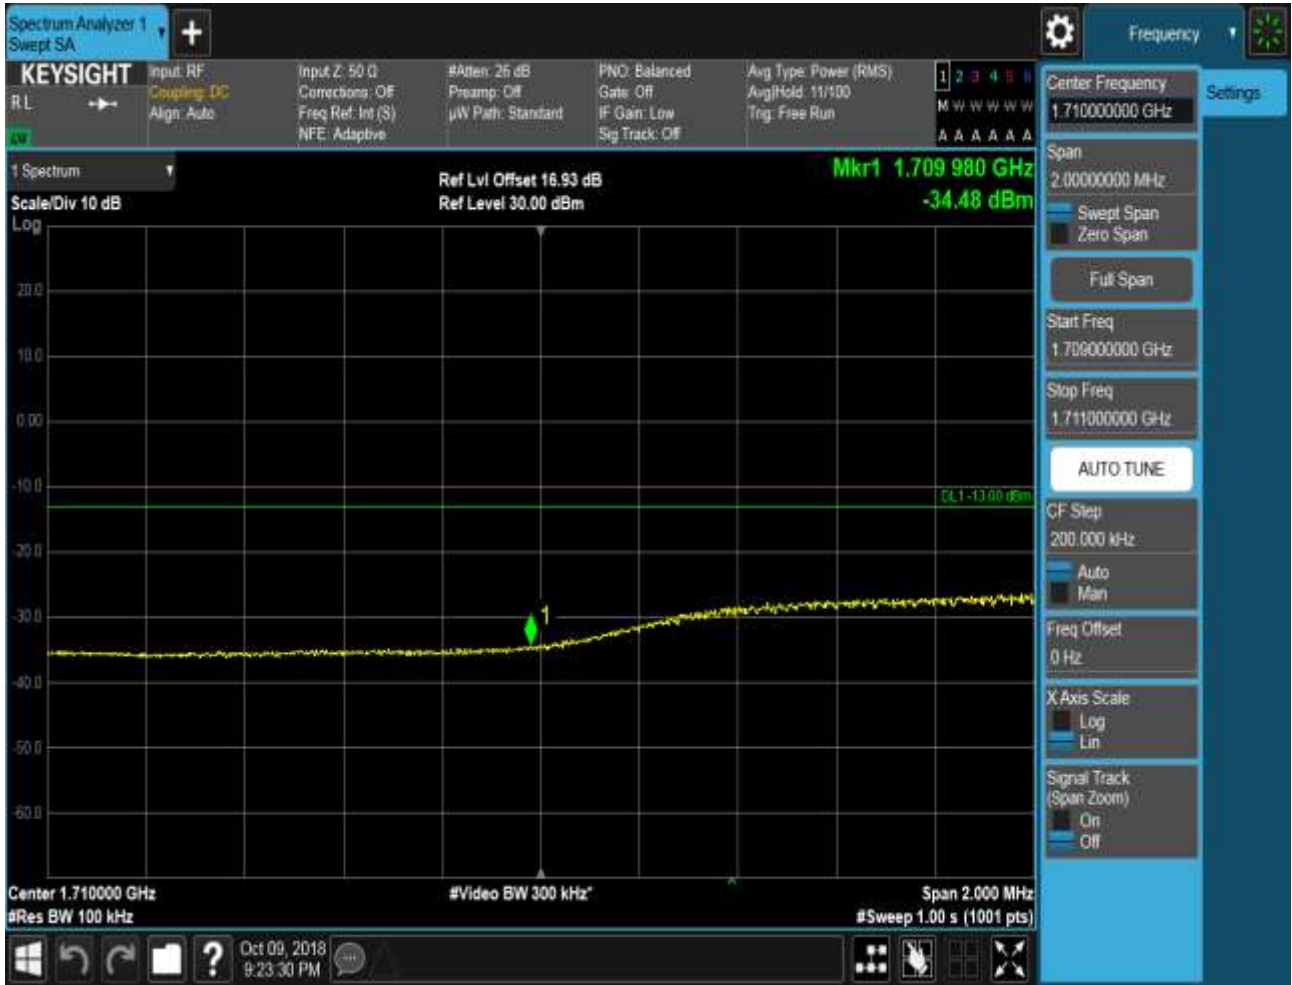 Spectrum Analyzer 1
Swept SA
Frequency
KEYSIGHT
R L
LW
Input: RF
Coupling: DC
Align: Auto
Input Z: 50 Ω
Corrections: Off
Freq Ref: Int (S)
NFE: Adaptive
#Atten: 26 dB
Preamp: Off
µW Path: Standard
PNO: Balanced
Gate: Off
IF Gain: Low
Sig Track: Off
Avg Type: Power (RMS)
Avg|Hold: 11/100
Trig: Free Run
1 2 3 4 5 6
M W W W W W
A A A A A A
1 Spectrum
Scale/Div 10 dB
Log
Ref Lvl Offset 16.93 dB
Ref Level 30.00 dBm
Mkr1 1.709 980 GHz
-34.48 dBm
20.0
10.0
0.00
-10.0
DL1 -13.00 dBm
-20.0
-30.0
1
-40.0
-50.0
-60.0
Center 1.710000 GHz
#Res BW 100 kHz
#Video BW 300 kHz*
Span 2.000 MHz
#Sweep 1.00 s (1001 pts)
Center Frequency
1.710000000 GHz
Settings
Span
2.00000000 MHz
Swept Span
Zero Span
Full Span
Start Freq
1.709000000 GHz
Stop Freq
1.711000000 GHz
AUTO TUNE
CF Step
200.000 kHz
Auto
Man
Freq Offset
0 Hz
X Axis Scale
Log
Lin
Signal Track
(Span Zoom)
On
Off
?
Oct 09, 2018
9:23:30 PM